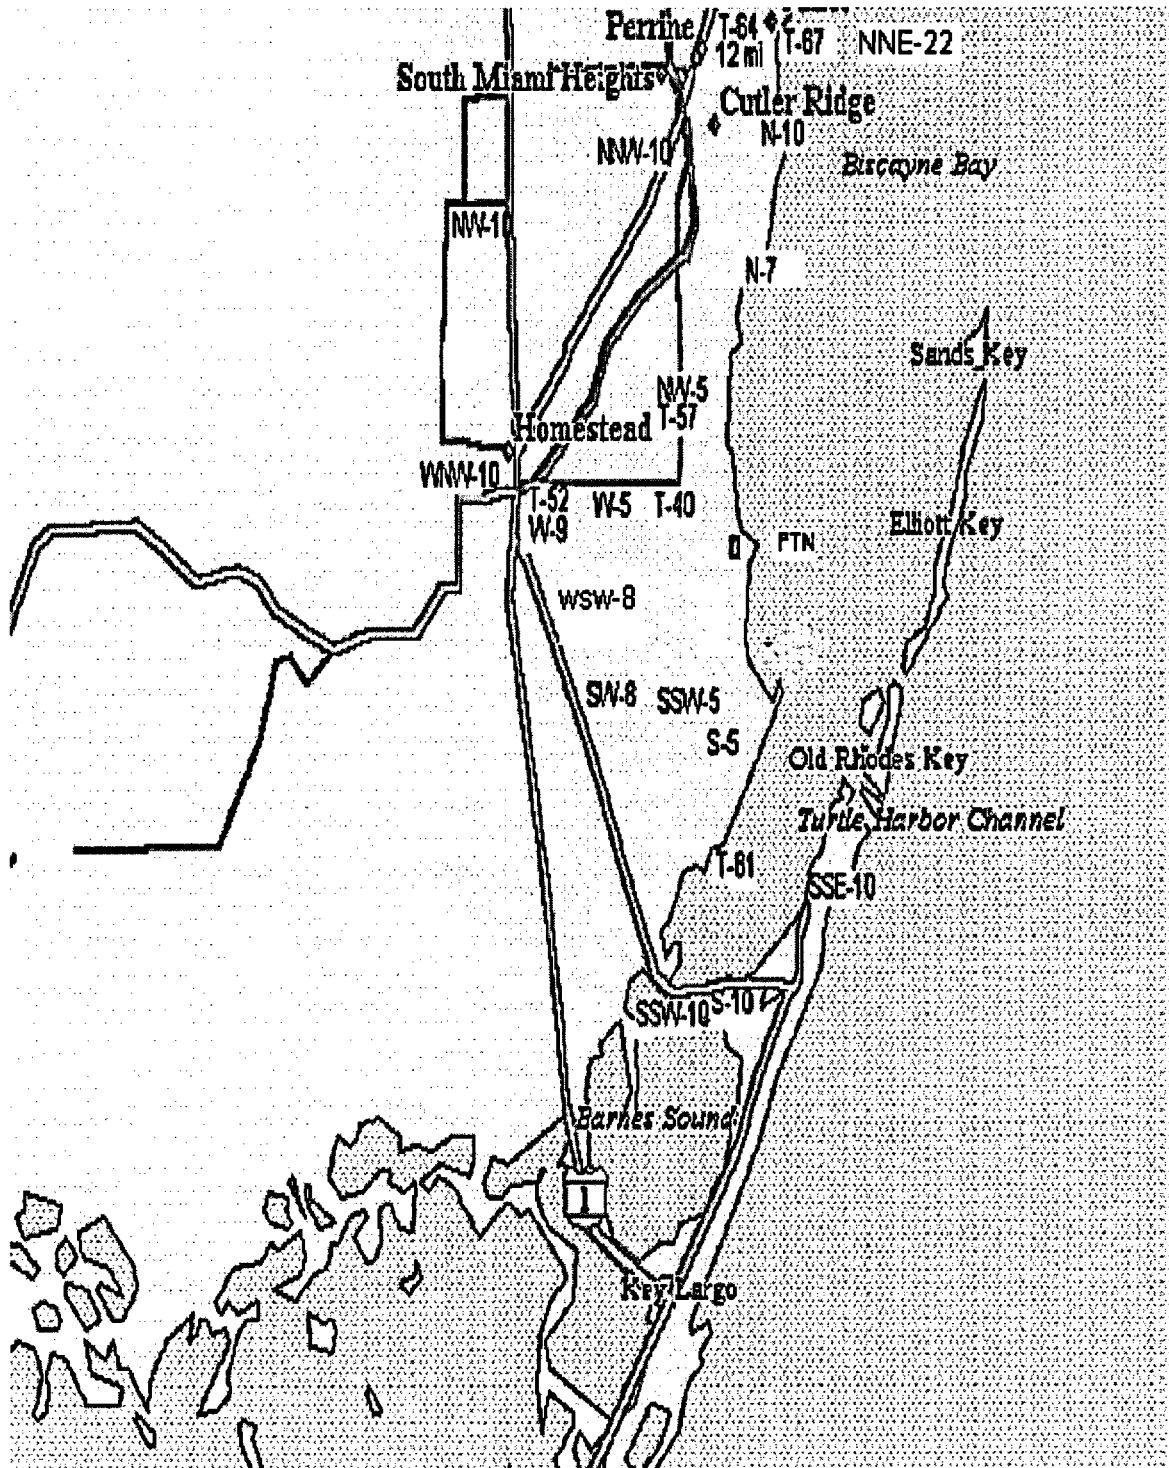 Perrine
T-64
12 mi
T-67
NNE-22
South Miami Heights
Cutler Ridge
N-10
NNW-10
Biscayne Bay
NW-10
N-7
Sands Key
NW-5
T-57
Homestead
WNW-10
T-52
W-9
W-5
T-40
Elliott Key
PTN
WSW-8
SW-8
SSW-5
S-5
Old Rhodes Key
Turtle Harbor Channel
T-81
SSE-10
S-10
SSW-10
Barnes Sound
1
Key Largo